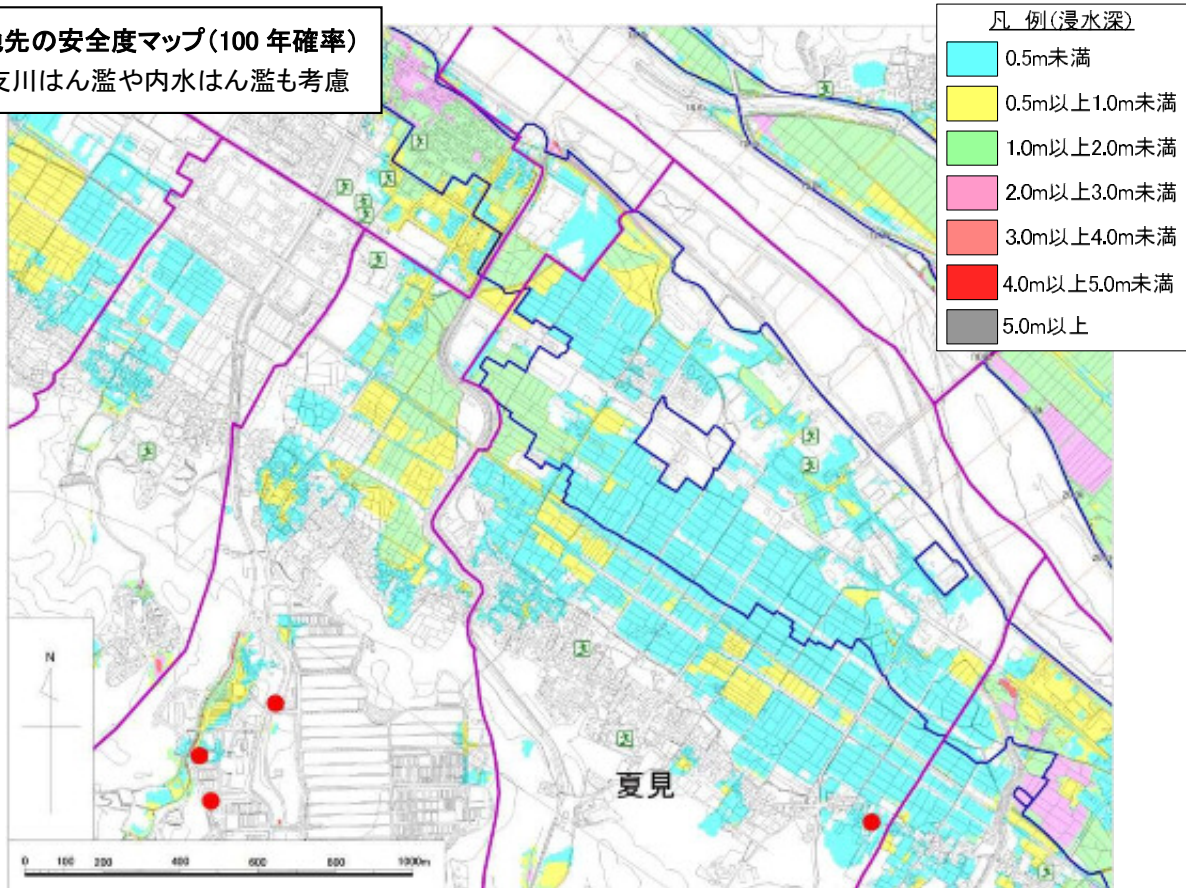 先の安全度マップ(100 年確率)
支川はん濫や内水はん濫も考慮
凡 例(浸水深)
0.5m未満
0.5m以上1.0m未満
1.0m以上2.0m未満
2.0m以上3.0m未満
3.0m以上4.0m未満
4.0m以上5.0m未満
5.0m以上
N
夏見
0 100 200 400 600 800 1000m